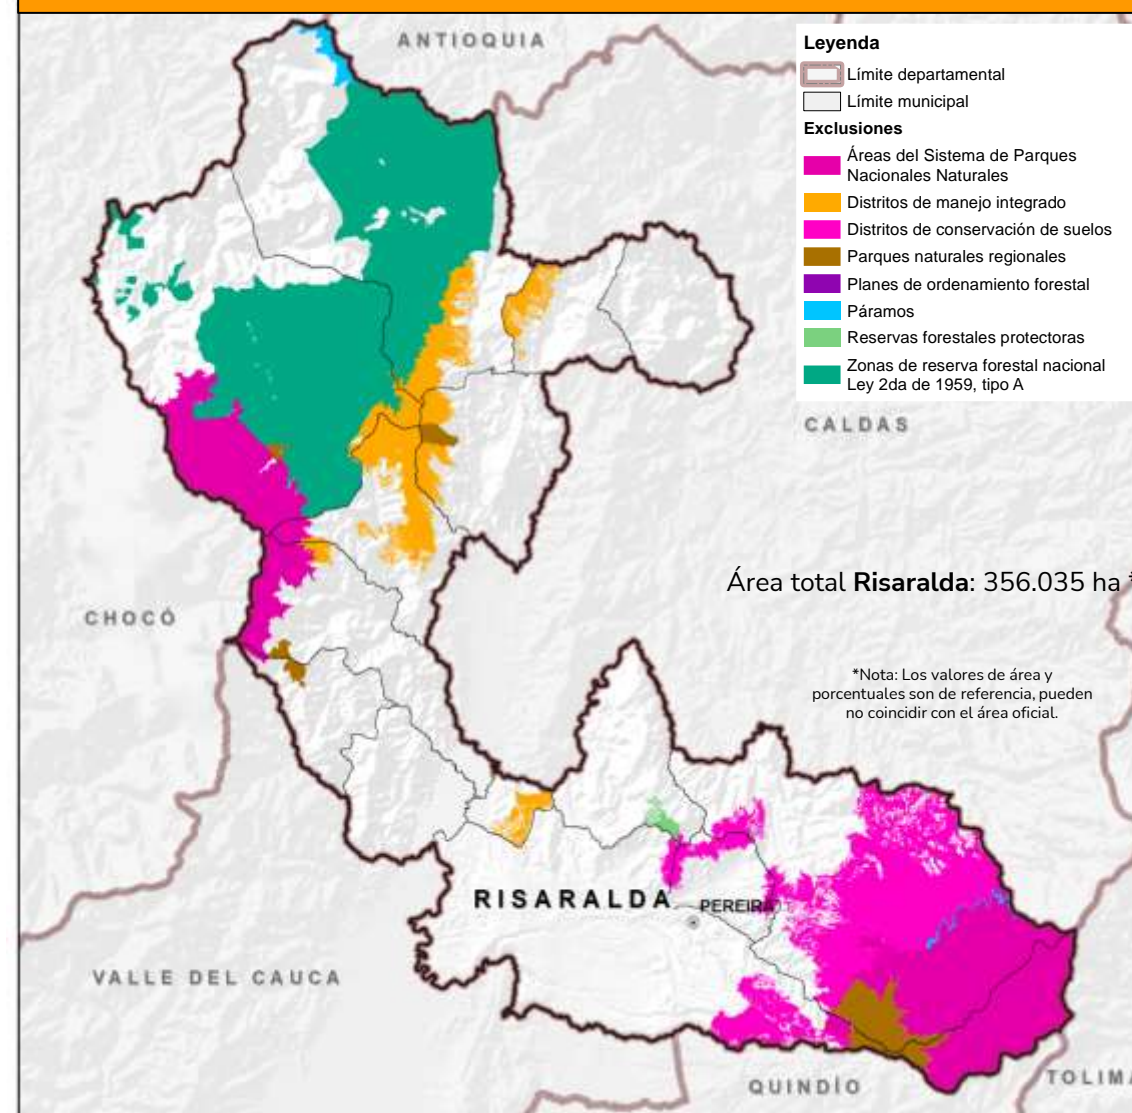 ANTIOQUIA
Leyenda
Límite departamental
Límite municipal
Exclusiones
Áreas del Sistema de Parques
Nacionales Naturales
Distritos de manejo integrado
Distritos de conservación de suelos
Parques naturales regionales
Planes de ordenamiento forestal
Páramos
Reservas forestales protectoras
Zonas de reserva forestal nacional
Ley 2da de 1959, tipo A
CALDAS
Área total Risaralda: 356.035 ha *
CHOCÓ
*Nota: Los valores de área y
porcentuales son de referencia, pueden
no coincidir con el área oficial.
RISARALDA
PEREIRA
VALLE DEL CAUCA
QUINDÍO
TOLIMA